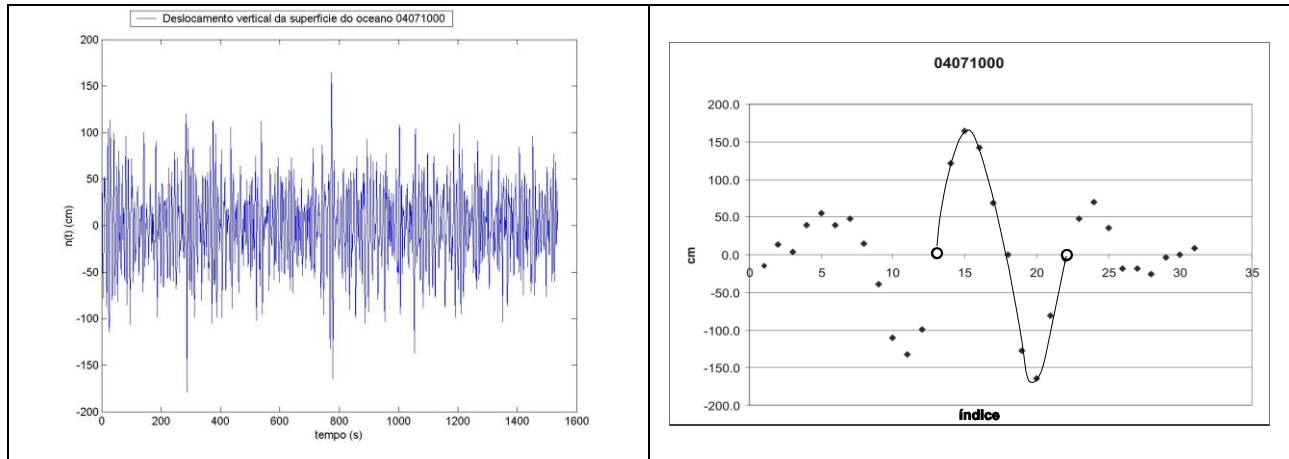 Deslocamento vertical da superficie do oceano 04071000
200
150
100
50
0
-50
-100
-150
-200
n(t) (cm)
0 200 400 600 800 1000 1200 1400 1600
tempo (s)
04071000
200.0
150.0
100.0
50.0
0.0
-50.0
-100.0
-150.0
-200.0
cm
0 5 10 15 20 25 30 35
índice